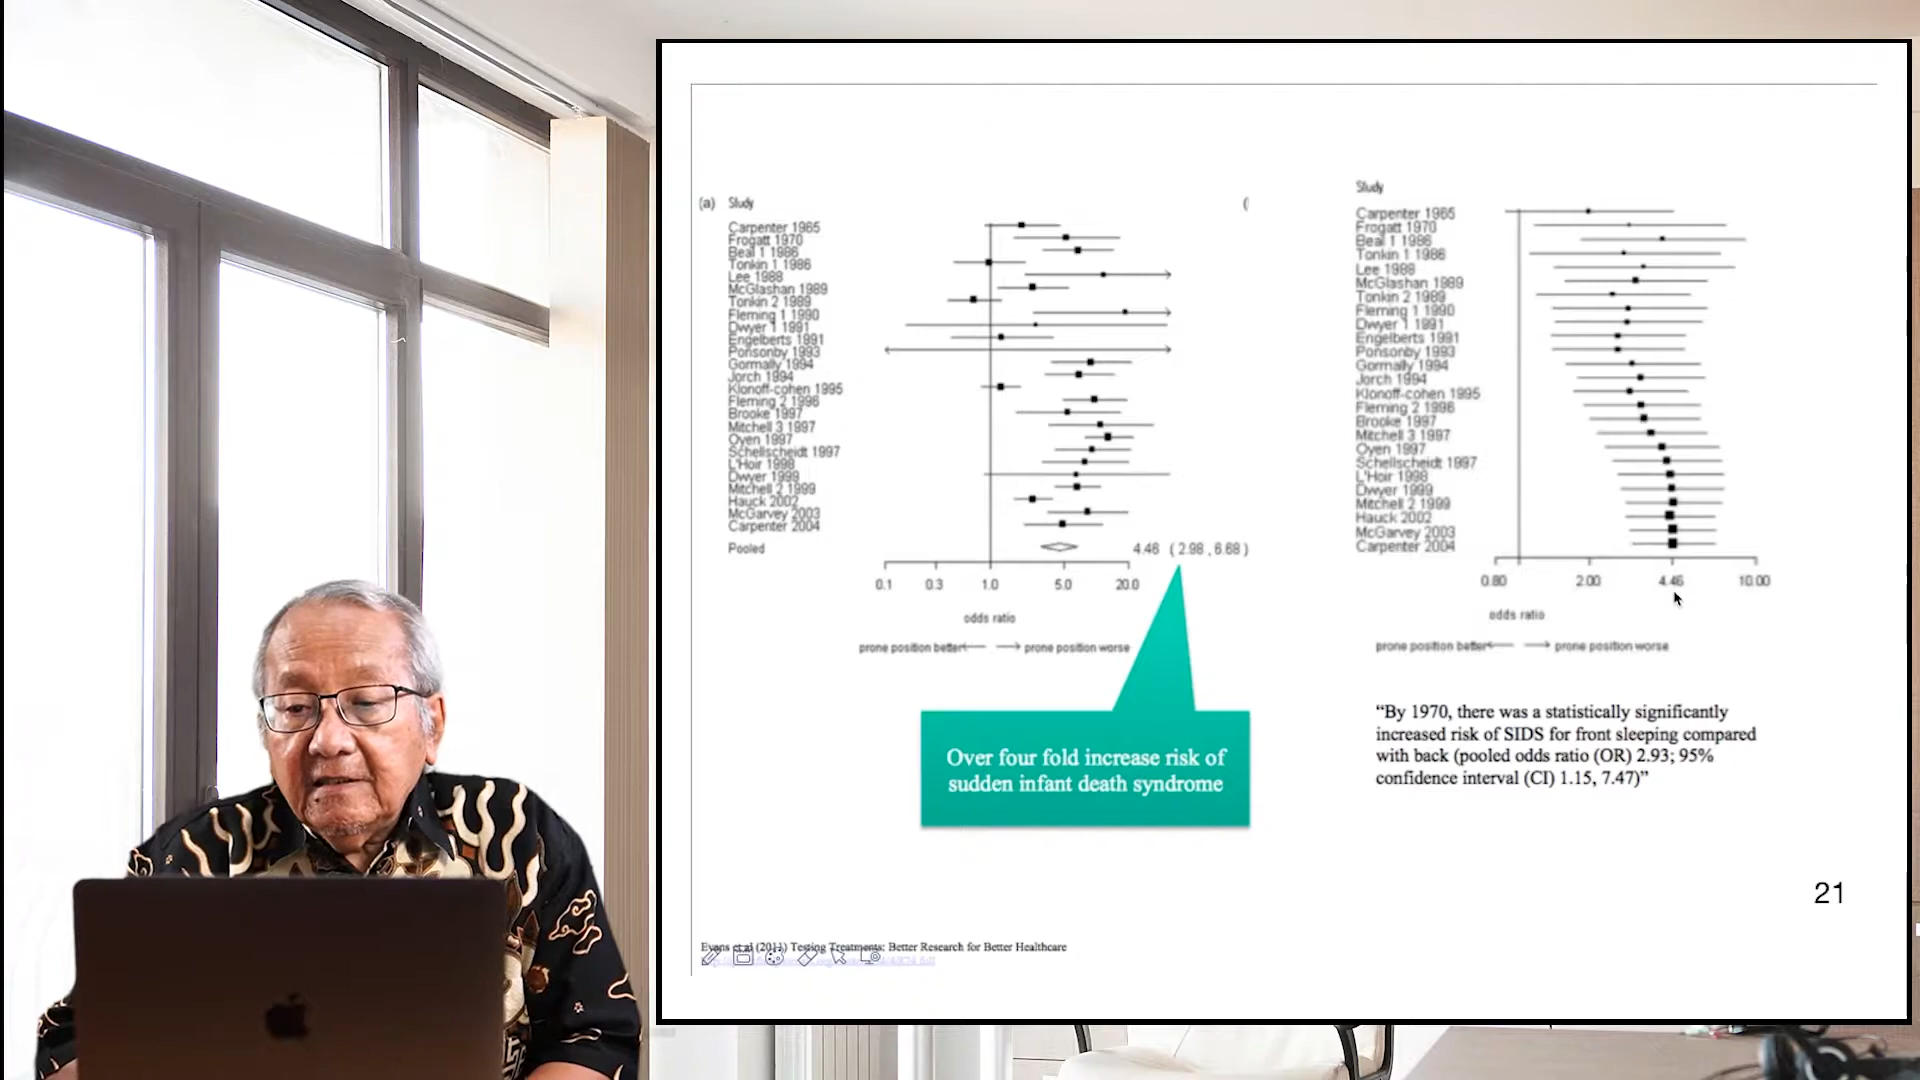 (a) Study
Carpenter 1965
Frogatt 1970
Beal 1 1986
Tonkin 1 1986
Lee 1988
McGlashan 1989
Tonkin 2 1989
Fleming 1 1990
Dwyer 1 1991
Engelberts 1991
Ponsonby 1993
Gormally 1994
Jorch 1994
Klonoff-cohen 1995
Fleming 2 1996
Brooke 1997
Mitchell 3 1997
Oyen 1997
Schellscheidt 1997
L'Hoir 1998
Dwyer 1999
Mitchell 2 1999
Hauck 2002
McGarvey 2003
Carpenter 2004
Pooled 4.46 ( 2.98 , 6.68 )
0.1 0.3 1.0 5.0 20.0
odds ratio
prone position better prone position worse
Over four fold increase risk of
sudden infant death syndrome
(
Study
Carpenter 1965
Frogatt 1970
Beal 1 1986
Tonkin 1 1986
Lee 1988
McGlashan 1989
Tonkin 2 1989
Fleming 1 1990
Dwyer 1 1991
Engelberts 1991
Ponsonby 1993
Gormally 1994
Jorch 1994
Klonoff-cohen 1995
Fleming 2 1996
Brooke 1997
Mitchell 3 1997
Oyen 1997
Schellscheidt 1997
L'Hoir 1998
Dwyer 1999
Mitchell 2 1999
Hauck 2002
McGarvey 2003
Carpenter 2004
0.80 2.00 4.46 10.00
odds ratio
prone position better prone position worse
“By 1970, there was a statistically significantly
increased risk of SIDS for front sleeping compared
with back (pooled odds ratio (OR) 2.93; 95%
confidence interval (CI) 1.15, 7.47)”
21
Evans et al (2011) Testing Treatments: Better Research for Better Healthcare